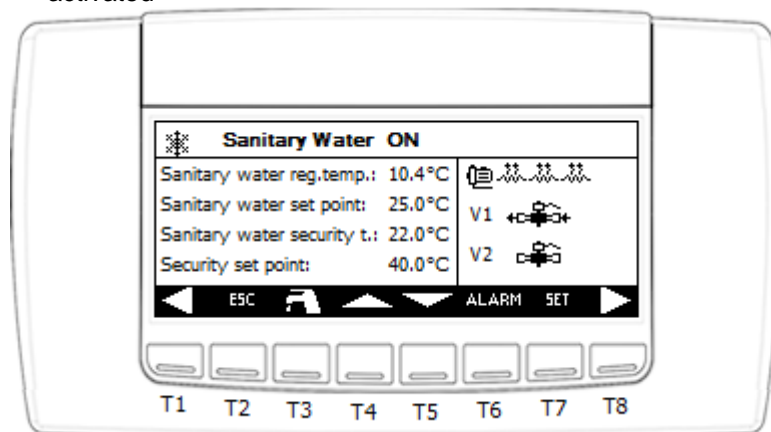 activated
Sanitary Water ON
Sanitary water reg.temp.: 10.4°C
Sanitary water set point: 25.0°C
V1
Sanitary water security t.: 22.0°C
Security set point: 40.0°C
V2
ESC ALARM SET
T1 T2 T3 T4 T5 T6 T7 T8